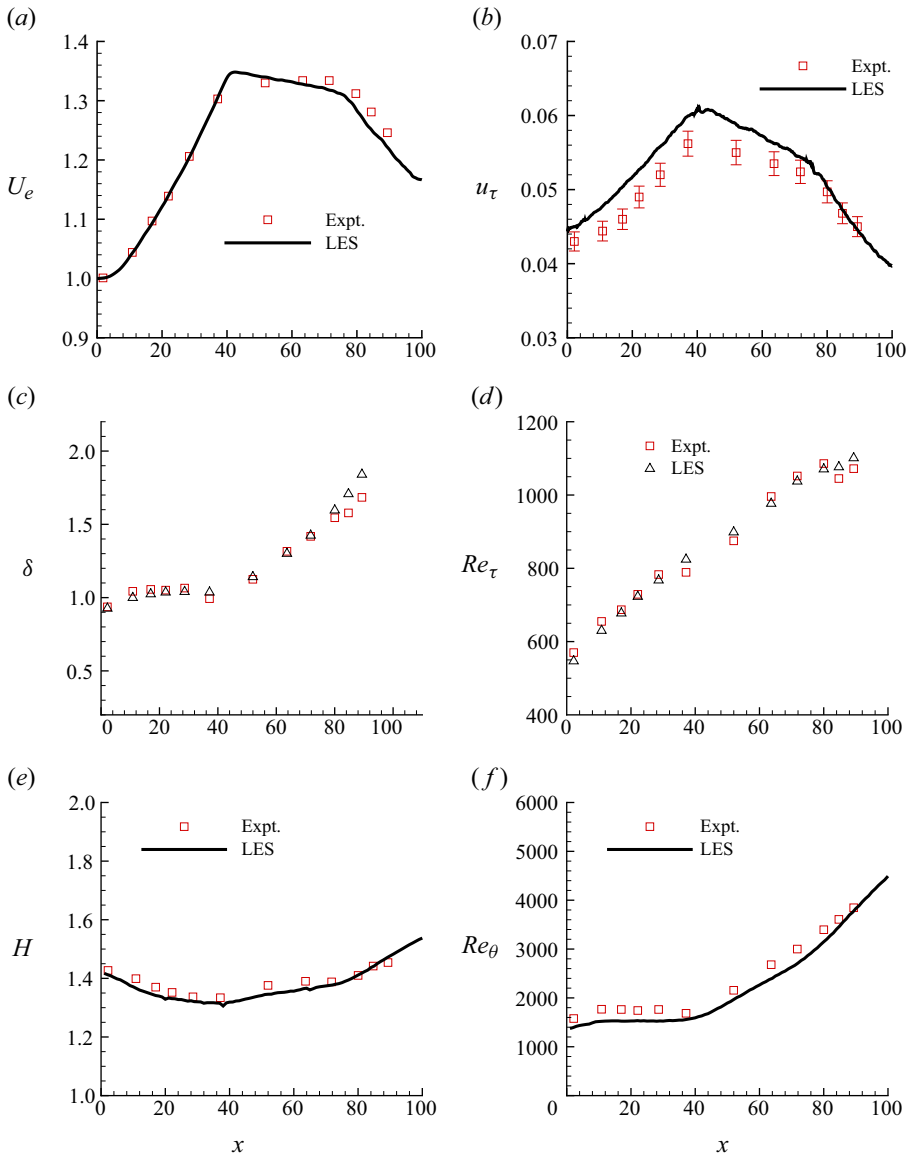 (a)
1.4
1.3
1.2
1.1
1.0
0.9
U_e
Expt.
LES
0 20 40 60 80 100
(b)
0.07
0.06
0.05
0.04
0.03
u_τ
Expt.
LES
0 20 40 60 80 100
(c)
2.0
1.5
1.0
0.5
δ
0 20 40 60 80 100
(d)
1200
1000
800
600
400
Re_τ
Expt.
LES
0 20 40 60 80 100
(e)
2.0
1.8
1.6
1.4
1.2
1.0
H
Expt.
LES
0 20 40 60 80 100
x
(f)
6000
5000
4000
3000
2000
1000
0
Re_θ
Expt.
LES
0 20 40 60 80 100
x